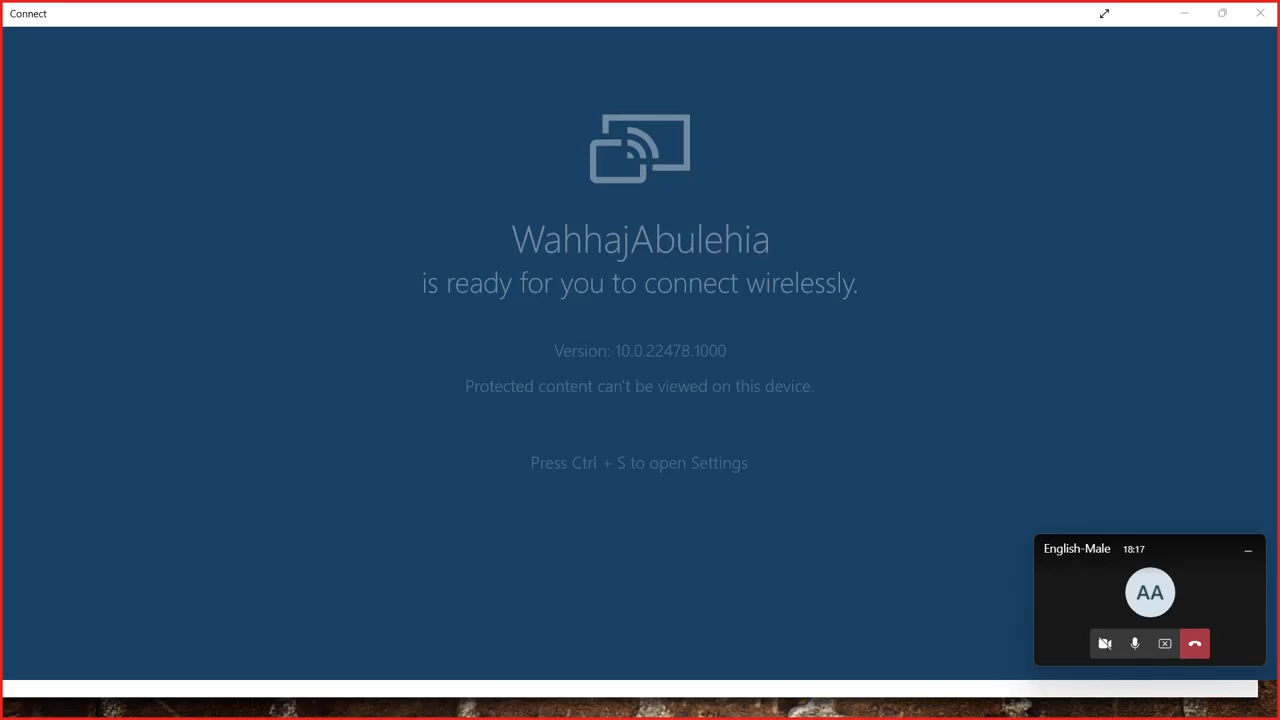 Connect
WahhajAbulehia
is ready for you to connect wirelessly.
Version: 10.0.22478.1000
Protected content can't be viewed on this device.
Press Ctrl + S to open Settings
English-Male 18:17
AA